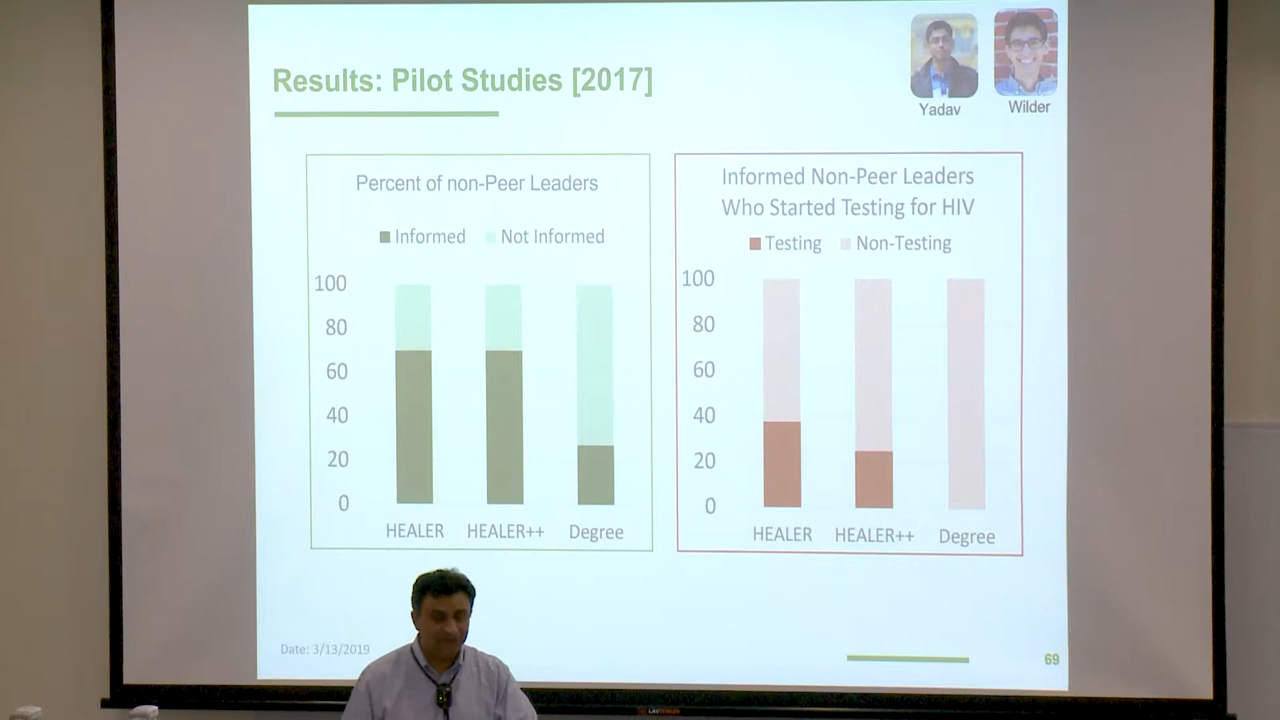 Results: Pilot Studies [2017]
Yadav
Wilder
Percent of non-Peer Leaders
Informed
Not Informed
100
80
60
40
20
0
HEALER
HEALER++
Degree
Informed Non-Peer Leaders
Who Started Testing for HIV
Testing
Non-Testing
100
80
60
40
20
0
HEALER
HEALER++
Degree
Date: 3/13/2019
69